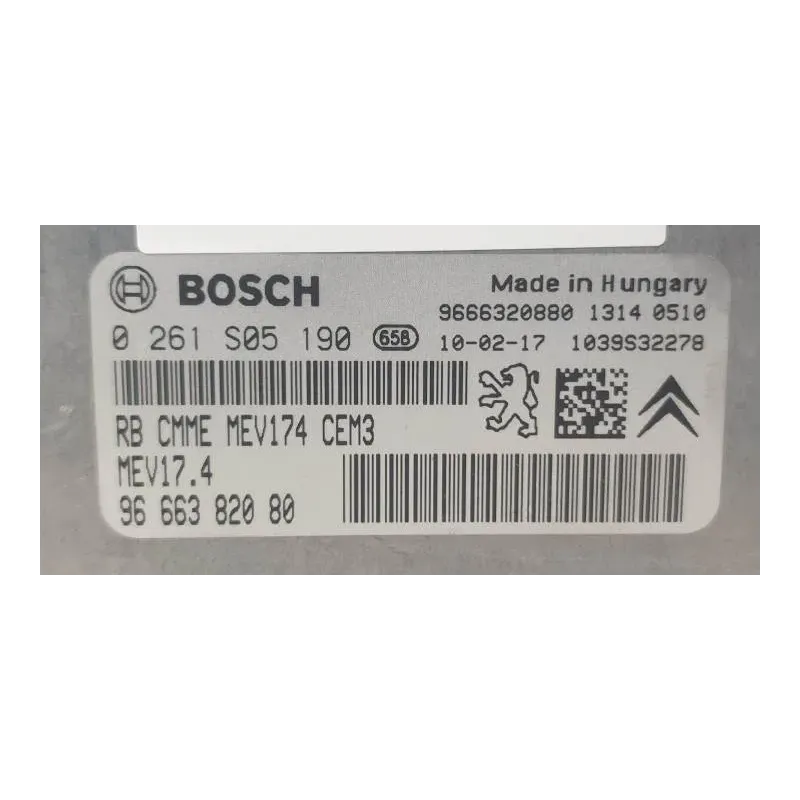 BOSCH
Made in Hungary
9666320880 1314 0510
0 261 S05 190 658
10-02-17 1039S32278
RB CMME MEV174 CEM3
MEV17.4
96 663 820 80